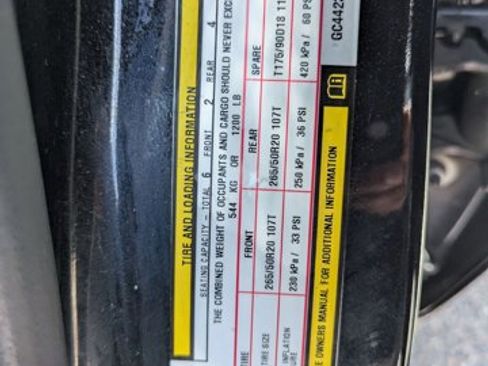 TIRE AND LOADING INFORMATION
SEATING CAPACITY - TOTAL 6 FRONT 2 REAR 4
THE COMBINED WEIGHT OF OCCUPANTS AND CARGO SHOULD NEVER EXC
544 KG OR 1200 LB
TIRE FRONT REAR SPARE
TIRE-SIZE 265/50R20 107T 265/50R20 107T T175/90D18 11
INFLATION 230 kPa / 33 PSI 250 kPa / 36 PSI 420 kPa / 60 PS
URE
E OWNERS MANUAL FOR ADDITIONAL INFORMATION
GC442